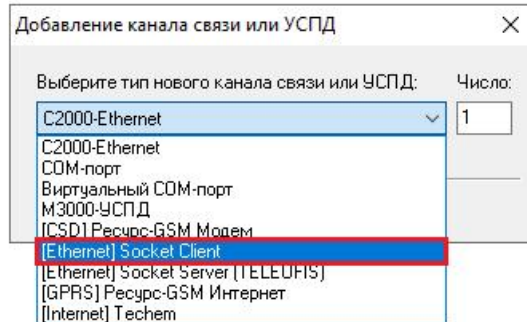 Добавление канала связи или УСПД
Выберите тип нового канала связи или УСПД: Число:
C2000-Ethernet 1
C2000-Ethernet
COM-порт
Виртуальный COM-порт
М3000-УСПД
[CSD] Ресурс-GSM Модем
[Ethernet] Socket Client
[Ethernet] Socket Server (TELEOFIS)
[GPRS] Ресурс-GSM Интернет
[Internet] Techem